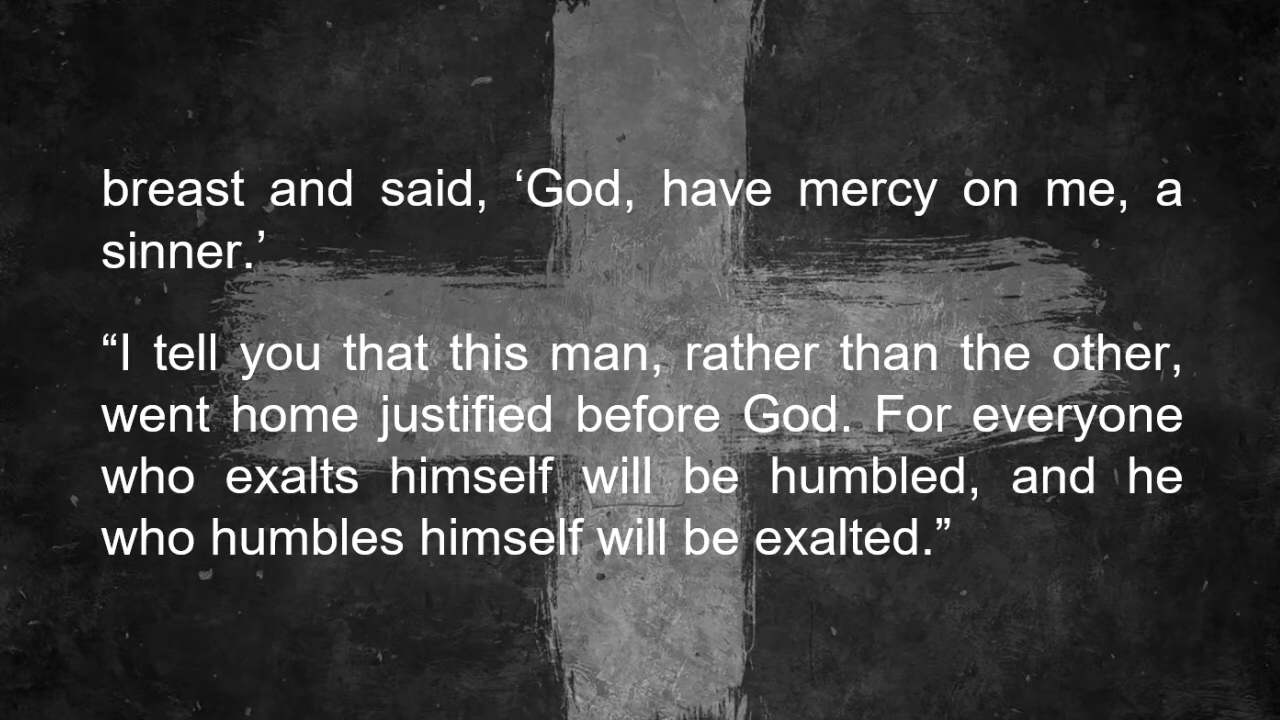 breast and said, ‘God, have mercy on me, a
sinner.’
“I tell you that this man, rather than the other,
went home justified before God. For everyone
who exalts himself will be humbled, and he
who humbles himself will be exalted.”